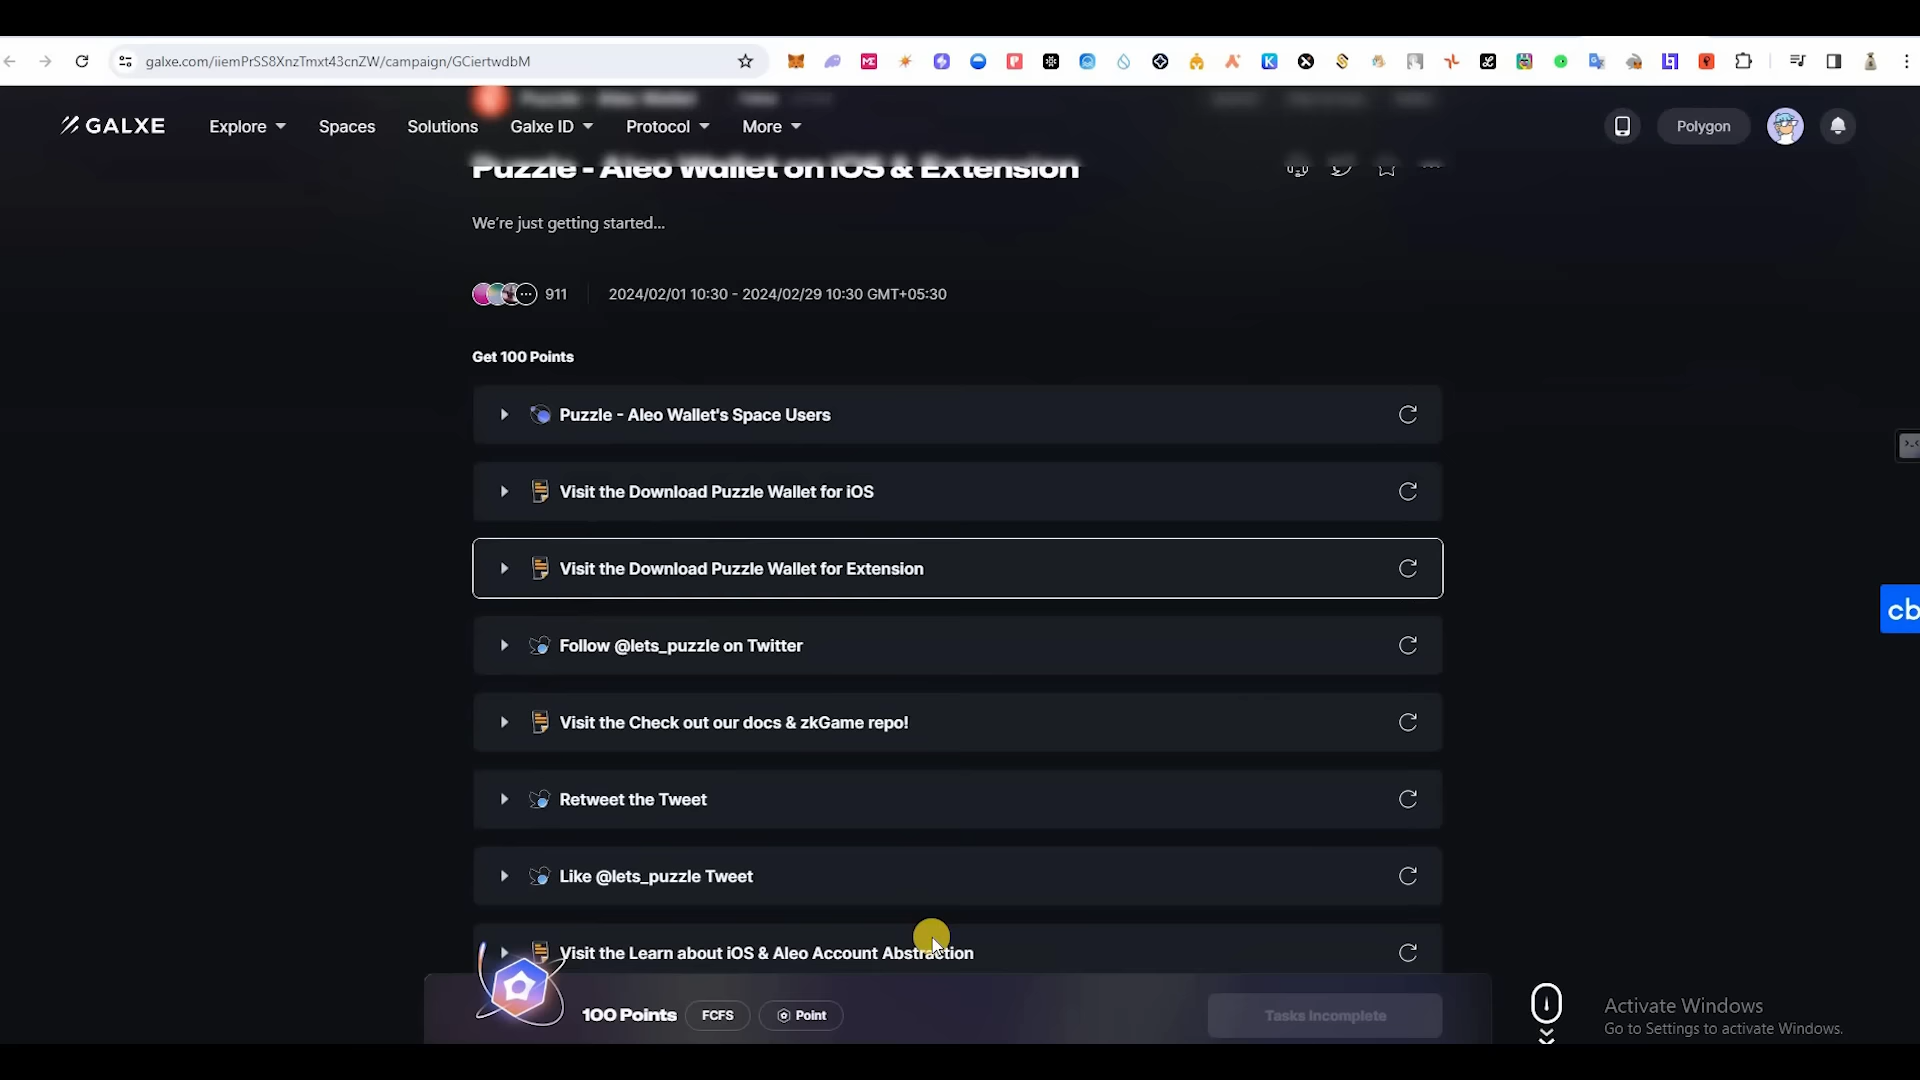 galxe.com/iiemPrSS8XnzTmxt43cnZW/campaign/GCiertwdbM
GALXE
Explore
Spaces
Solutions
Galxe ID
Protocol
More
Polygon
Puzzle - Aleo Wallet on iOS & Extension
We're just getting started...
911
2024/02/01 10:30 - 2024/02/29 10:30 GMT+05:30
Get 100 Points
Puzzle - Aleo Wallet's Space Users
Visit the Download Puzzle Wallet for iOS
Visit the Download Puzzle Wallet for Extension
cb
Follow @lets_puzzle on Twitter
Visit the Check out our docs & zkGame repo!
Retweet the Tweet
Like @lets_puzzle Tweet
Visit the Learn about iOS & Aleo Account Abstraction
100 Points
FCFS
Point
Tasks Incomplete
Activate Windows
Go to Settings to activate Windows.